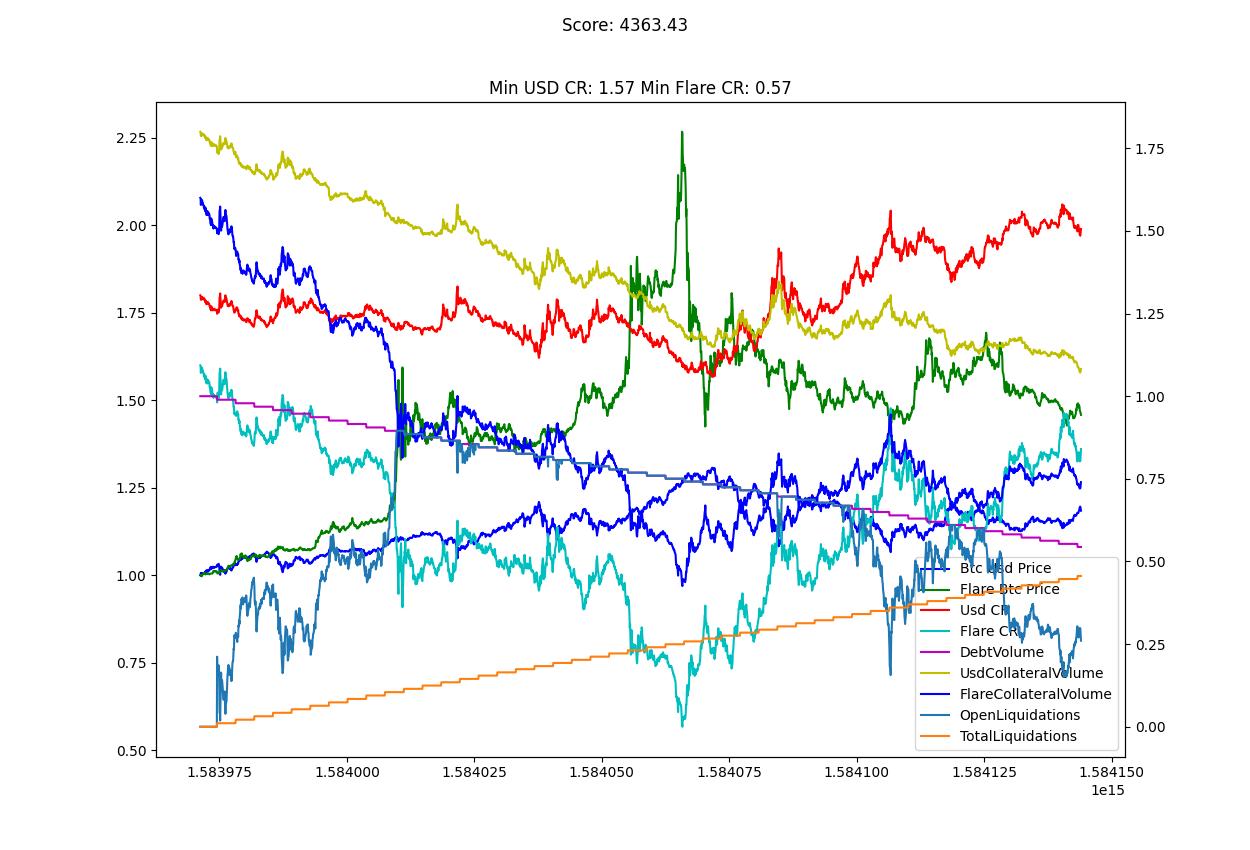 Score: 4363.43
Min USD CR: 1.57 Min Flare CR: 0.57
2.25
2.00
1.75
1.50
1.25
1.00
0.75
0.50
1.75
1.50
1.25
1.00
0.75
0.50
0.25
0.00
Btc Usd Price
Flare Btc Price
Usd CR
Flare CR
DebtVolume
UsdCollateralVolume
FlareCollateralVolume
OpenLiquidations
TotalLiquidations
1.583975 1.584000 1.584025 1.584050 1.584075 1.584100 1.584125 1.584150
1e15